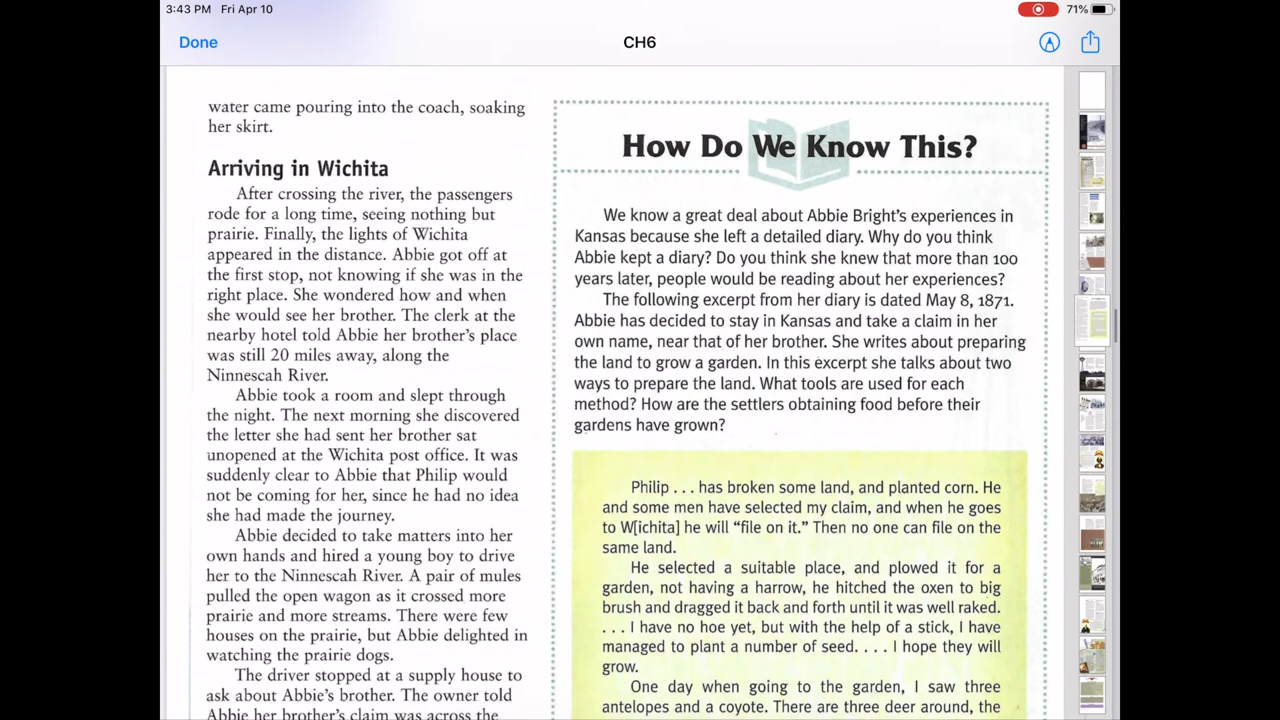 3:43 PM Fri Apr 10
71%
Done
CH6
water came pouring into the coach, soaking
her skirt.
Arriving in Wichita
After crossing the river the passengers
rode for a long time, seeing nothing but
prairie. Finally, the lights of Wichita
appeared in the distance. Abbie got off at
the first stop, not knowing if she was in the
right place. She wondered how and when
she would see her brother. The clerk at the
nearby hotel told Abbie her brother's place
was still 20 miles away, along the
Ninnescah River.
Abbie took a room and slept through
the night. The next morning she discovered
the letter she had sent her brother sat
unopened at the Wichita post office. It was
suddenly clear to Abbie that Philip would
not be coming for her, since he had no idea
she had made the journey.
Abbie decided to take matters into her
own hands and hired a young boy to drive
her to the Ninnescah River. A pair of mules
pulled the open wagon as it crossed more
prairie and more streams. There were few
houses on the prairie, but Abbie delighted in
watching the prairie dogs.
The driver stopped at a supply house to
ask about Abbie's brother. The owner told
How Do We Know This?
We know a great deal about Abbie Bright's experiences in
Kansas because she left a detailed diary. Why do you think
Abbie kept a diary? Do you think she knew that more than 100
years later people would be reading about her experiences?
The following excerpt from her diary is dated May 8, 1871.
Abbie had decided to stay in Kansas and take a claim in her
own name, near that of her brother. She writes about preparing
the land to grow a garden. In this excerpt she talks about two
ways to prepare the land. What tools are used for each
method? How are the settlers obtaining food before their
gardens have grown?
Philip . . . has broken some land, and planted corn. He
and some men have selected my claim, and when he goes
to W[ichita] he will "file on it." Then no one can file on the
same land.
He selected a suitable place, and plowed it for a
garden, not having a harrow, he hitched the oxen to big
brush and dragged it back and forth until it was well raked.
. . . I have no hoe yet, but with the help of a stick, I have
managed to plant a number of seed. . . . I hope they will
grow.
One day when going to the garden, I saw three
antelopes and a coyote. There are three deer around, the